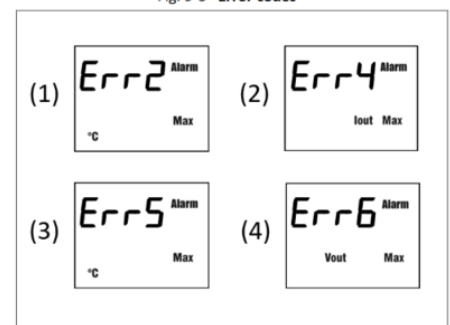 (1) Err2 Alarm (2) Err4 Alarm
Max Iout Max
°C
(3) Err5 Alarm (4) Err6 Alarm
Max Vout Max
°C